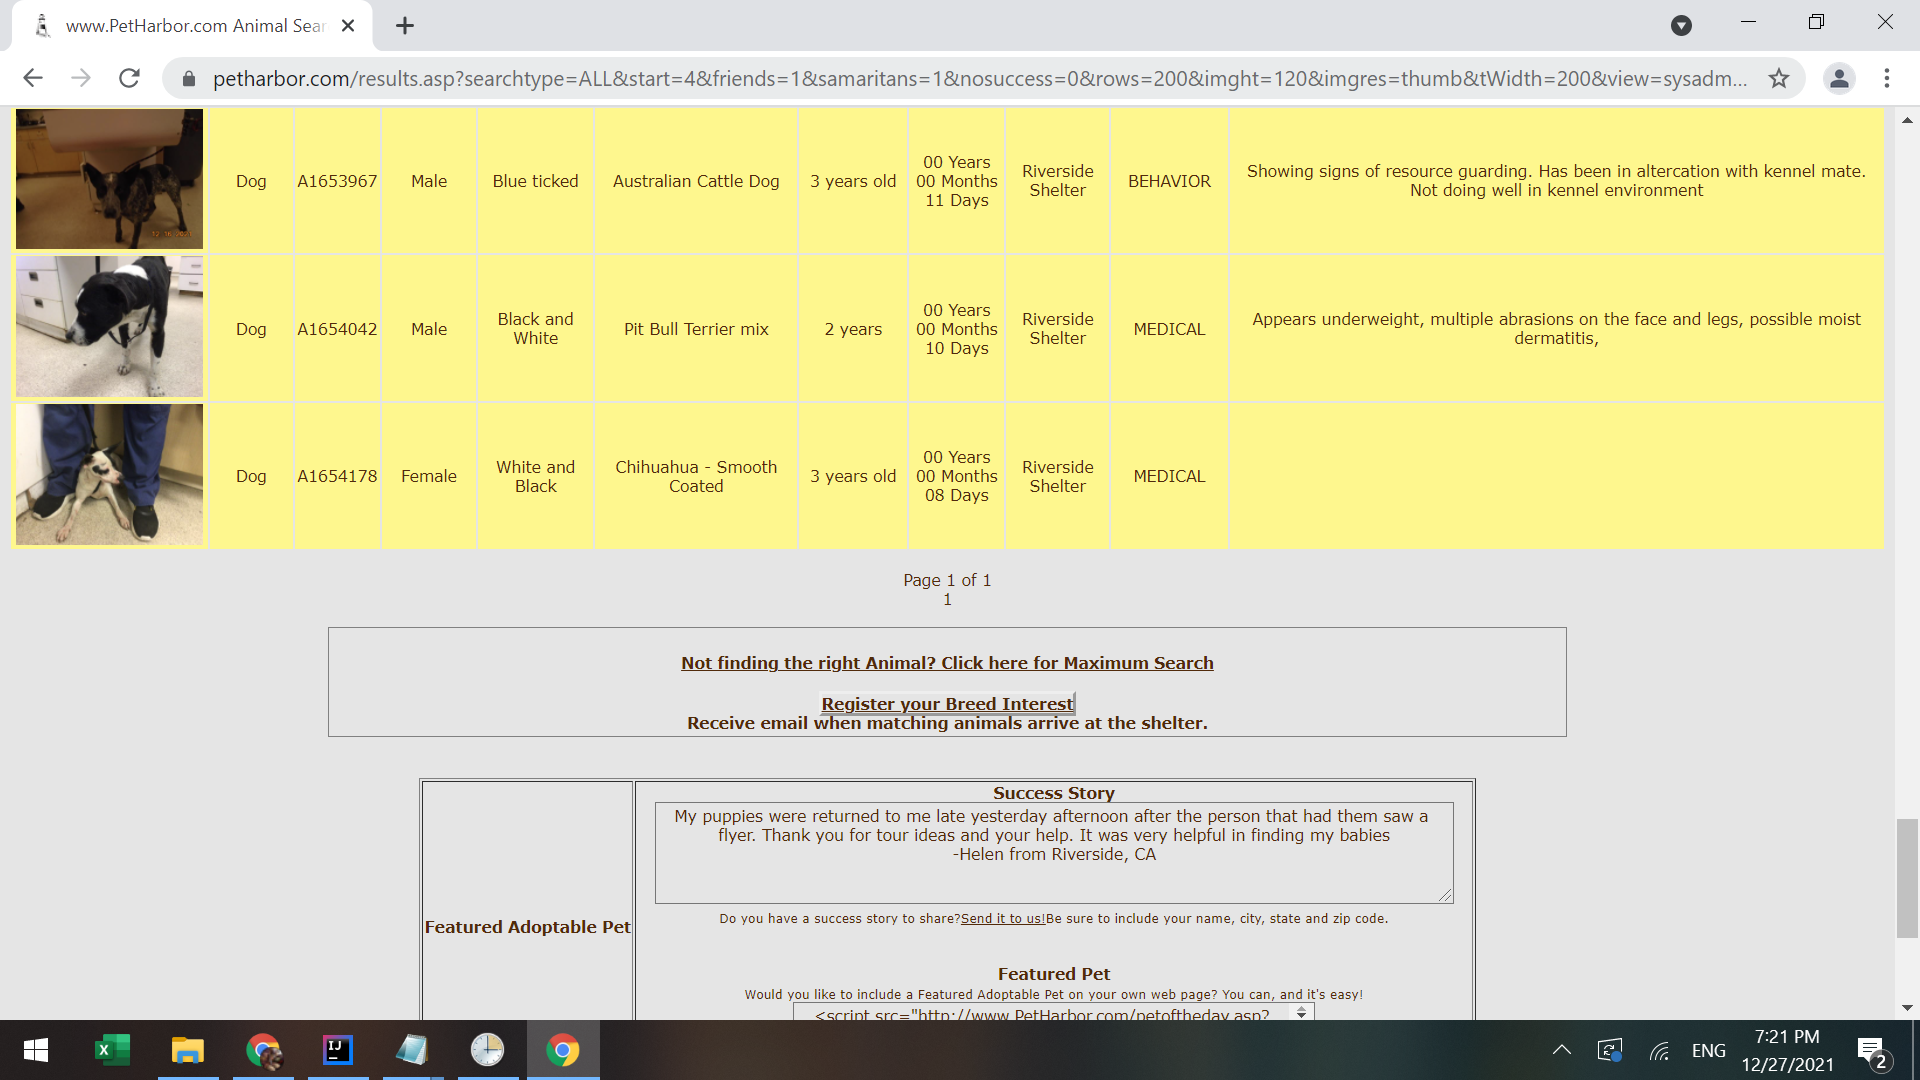 www.PetHarbor.com Animal Sear
petharbor.com/results.asp?searchtype=ALL&start=4&friends=1&samaritans=1&nosuccess=0&rows=200&imght=120&imgres=thumb&tWidth=200&view=sysadm...
Dog
A1653967
Male
Blue ticked
Australian Cattle Dog
3 years old
00 Years
00 Months
11 Days
Riverside
Shelter
BEHAVIOR
Showing signs of resource guarding. Has been in altercation with kennel mate.
Not doing well in kennel environment
Dog
A1654042
Male
Black and
White
Pit Bull Terrier mix
2 years
00 Years
00 Months
10 Days
Riverside
Shelter
MEDICAL
Appears underweight, multiple abrasions on the face and legs, possible moist
dermatitis,
Dog
A1654178
Female
White and
Black
Chihuahua - Smooth
Coated
3 years old
00 Years
00 Months
08 Days
Riverside
Shelter
MEDICAL
Page 1 of 1
1
Not finding the right Animal? Click here for Maximum Search
Register your Breed Interest
Receive email when matching animals arrive at the shelter.
Featured Adoptable Pet
Success Story
My puppies were returned to me late yesterday afternoon after the person that had them saw a
flyer. Thank you for tour ideas and your help. It was very helpful in finding my babies
-Helen from Riverside, CA
Do you have a success story to share?Send it to us!Be sure to include your name, city, state and zip code.
Featured Pet
Would you like to include a Featured Adoptable Pet on your own web page? You can, and it's easy!
<script src="http://www.PetHarbor.com/petoftheday.asp?
IJ
ENG
7:21 PM
12/27/2021
2